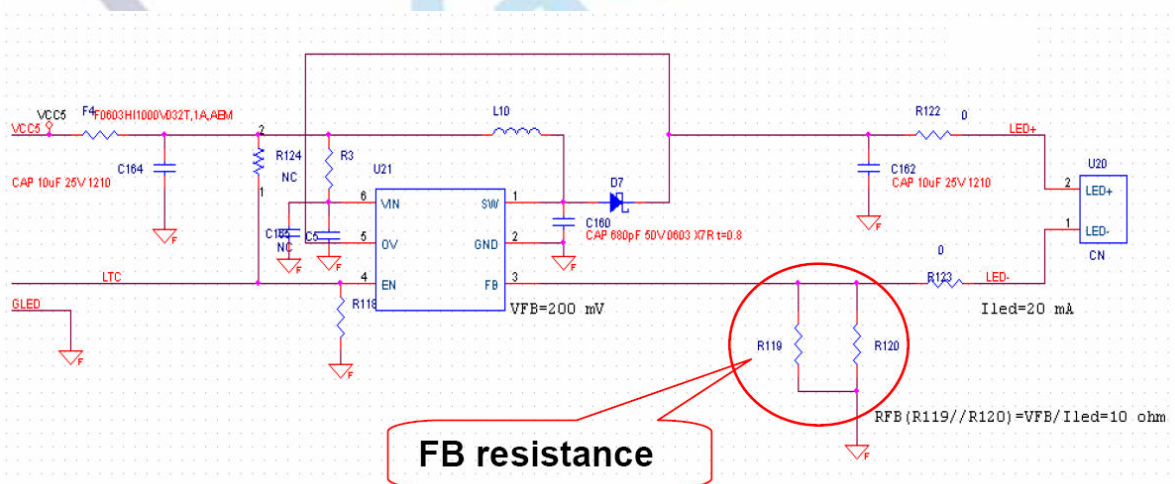 VCC5
F4
F0603HI1000V032T,1A,ABM
VCC5
C164
CAP 10uF 25V 1210
2
R124
NC
1
R3
L10
U21
6
VIN
SW
1
C165
NC
C5
5
OV
GND
2
4
EN
FB
3
D7
C160
CAP 680pF 50V 0603 X7R t=0.8
R122
0
LED+
C162
CAP 10uF 25V 1210
U20
2
LED+
1
LED-
CN
0
R123
LED-
LTC
GLED
R118
VFB=200 mV
Iled=20 mA
R119
R120
RFB(R119//R120)=VFB/Iled=10 ohm
FB resistance
F
F
F
F
F
F
F
F